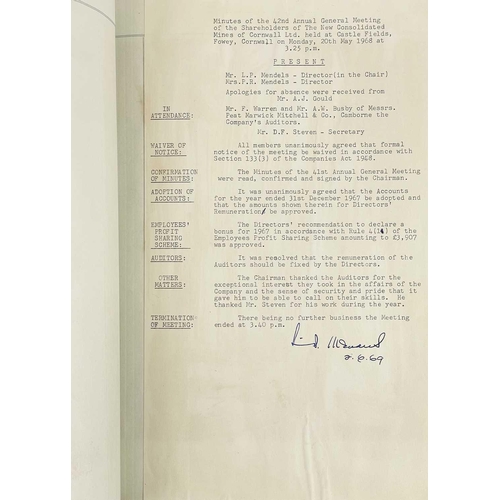 Minutes of the 42nd Annual General Meeting
of the Shareholders of The New Consolidated
Mines of Cornwall Ltd. held at Castle Fields,
Fowey, Cornwall on Monday, 20th May 1968 at
3.25 p.m.
PRESENT
Mr. L.P. Mendels - Director(in the Chair)
Mrs.P.R. Mendels - Director
Apologies for absence were received from
Mr. A.J. Gould
IN
ATTENDANCE:
Mr. F. Warren and Mr. A.W. Busby of Messrs.
Peat Marwick Mitchell & Co., Camborne the
Company's Auditors.
Mr. D.F. Steven - Secretary
WAIVER OF
NOTICE:
All members unanimously agreed that formal
notice of the meeting be waived in accordance with
Section 133(3) of the Companies Act 1948.
CONFIRMATION
OF MINUTES:
The Minutes of the 41st Annual General Meeting
were read, confirmed and signed by the Chairman.
ADOPTION OF
ACCOUNTS:
It was unanimously agreed that the Accounts
for the year ended 31st December 1967 be adopted and
that the amounts shown therein for Directors'
Remuneration be approved.
EMPLOYEES'
PROFIT
SHARING
SCHEME:
The Directors' recommendation to declare a
bonus for 1967 in accordance with Rule of
the Employees Profit Sharing Scheme amounting to £3,907
was approved.
AUDITORS:
It was resolved that the remuneration of the
Auditors should be fixed by the Directors.
OTHER
MATTERS:
The Chairman thanked the Auditors for the
exceptional interest they took in the affairs of the
Company and the sense of security and pride that it
gave him to be able to call on their skills. He
thanked Mr. Steven for his work during the year.
TERMINATION
OF MEETING:
There being no further business the Meeting
ended at 3.40 p.m.
2.6.69